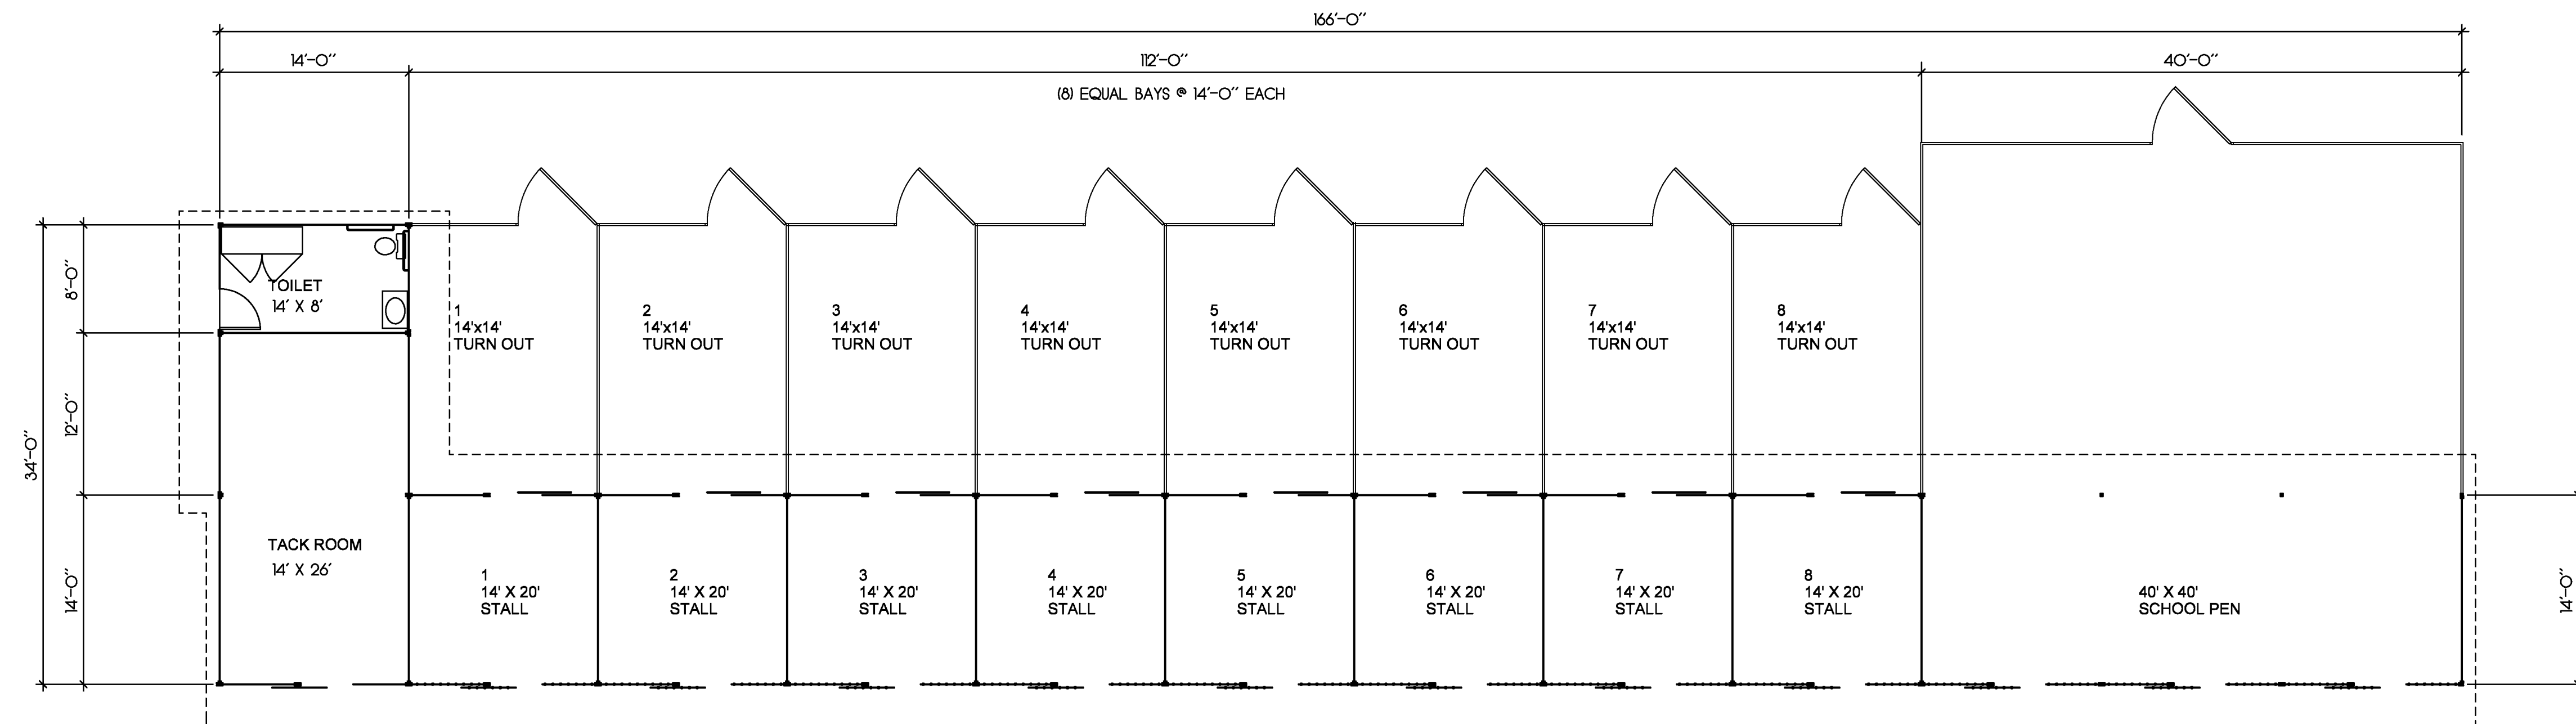 166'-0"
14'-0"
112'-0"
40'-0"
(8) EQUAL BAYS @ 14'-0" EACH
8'-0"
12'-0"
34'-0"
14'-0"
TOILET
14' X 8'
1
14'x14'
TURN OUT
2
14'x14'
TURN OUT
3
14'x14'
TURN OUT
4
14'x14'
TURN OUT
5
14'x14'
TURN OUT
6
14'x14'
TURN OUT
7
14'x14'
TURN OUT
8
14'x14'
TURN OUT
TACK ROOM
14' X 26'
1
14' X 20'
STALL
2
14' X 20'
STALL
3
14' X 20'
STALL
4
14' X 20'
STALL
5
14' X 20'
STALL
6
14' X 20'
STALL
7
14' X 20'
STALL
8
14' X 20'
STALL
40' X 40'
SCHOOL PEN
14'-0"